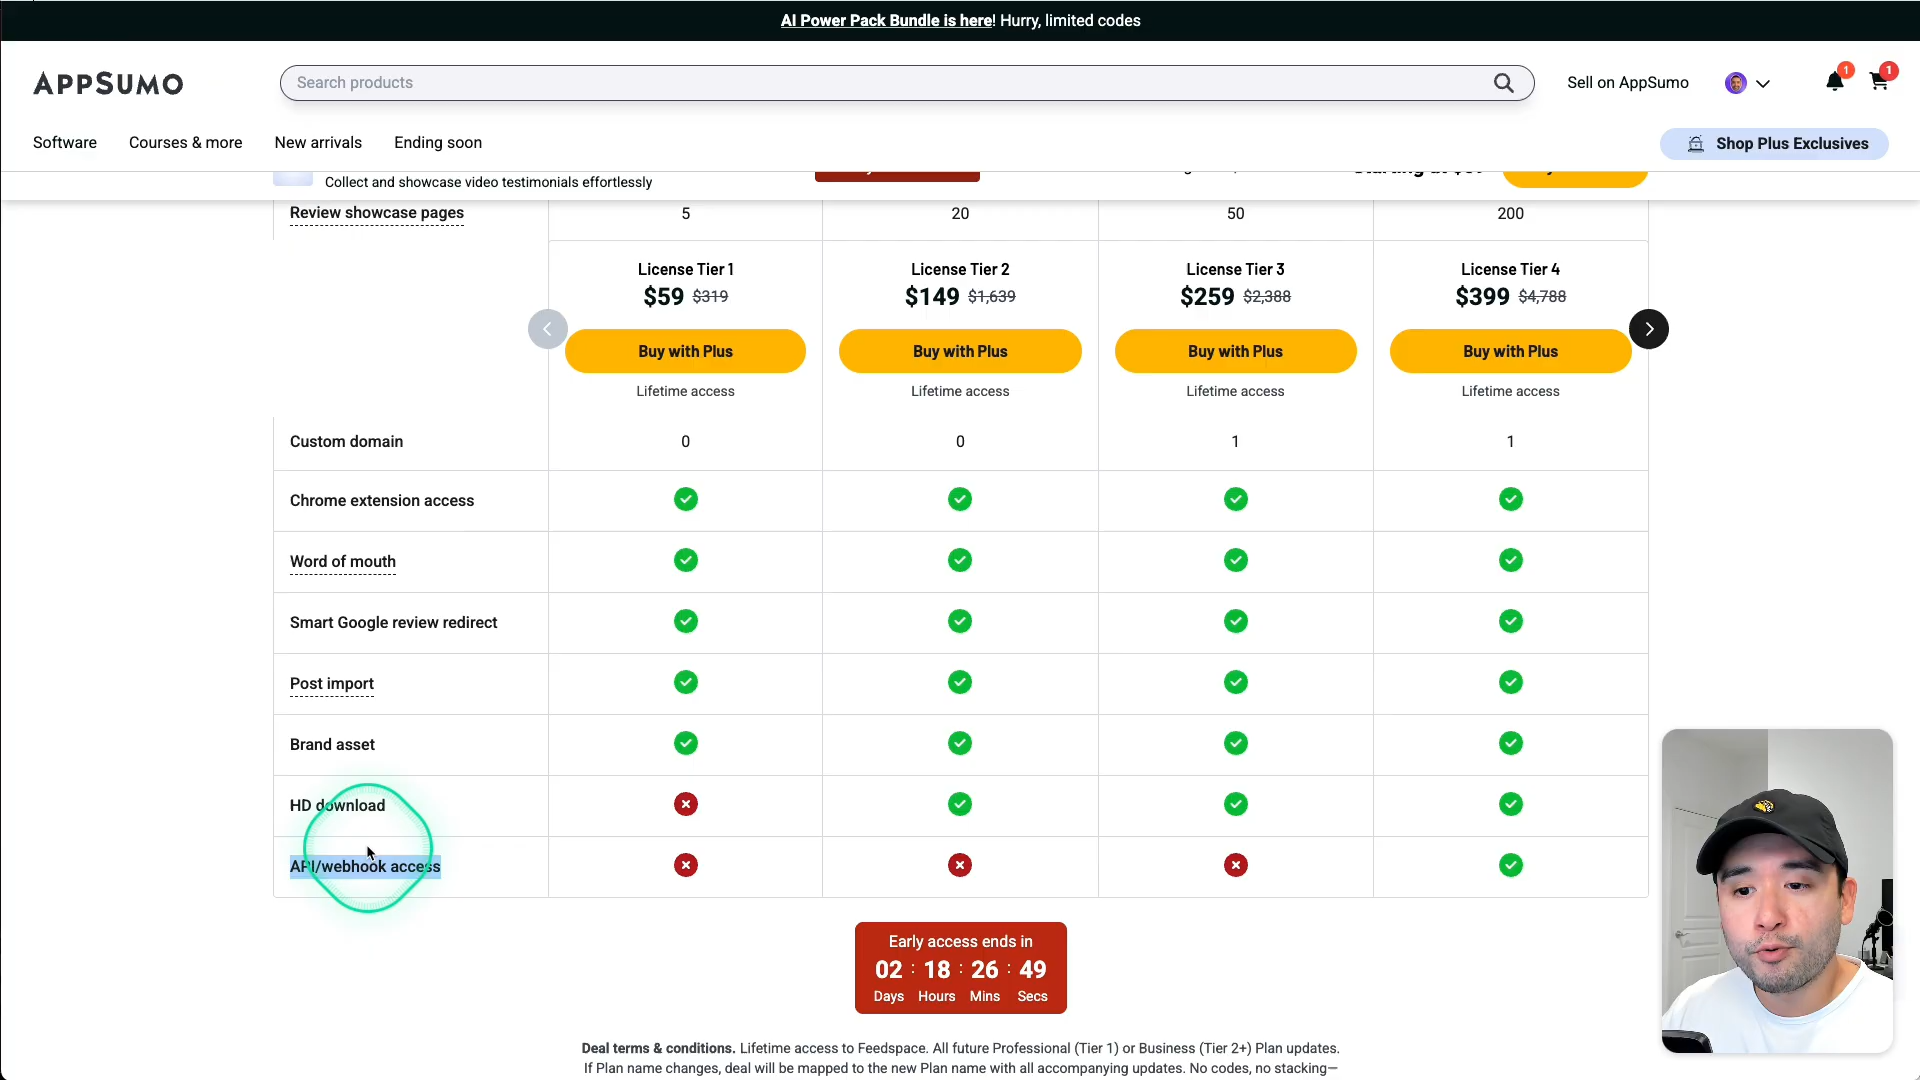 AI Power Pack Bundle is here! Hurry, limited codes
APPSUMO
Search products
Sell on AppSumo
1
1
Software
Courses & more
New arrivals
Ending soon
Shop Plus Exclusives
Collect and showcase video testimonials effortlessly
Review showcase pages 5 20 50 200
License Tier 1 License Tier 2 License Tier 3 License Tier 4
$59 $319 $149 $1,639 $259 $2,388 $399 $4,788
Buy with Plus Buy with Plus Buy with Plus Buy with Plus
Lifetime access Lifetime access Lifetime access Lifetime access
Custom domain 0 0 1 1
Chrome extension access
Word of mouth
Smart Google review redirect
Post import
Brand asset
HD download
API/webhook access
Early access ends in
02 : 18 : 26 : 49
Days Hours Mins Secs
Deal terms & conditions. Lifetime access to Feedspace. All future Professional (Tier 1) or Business (Tier 2+) Plan updates.
If Plan name changes, deal will be mapped to the new Plan name with all accompanying updates. No codes, no stacking—